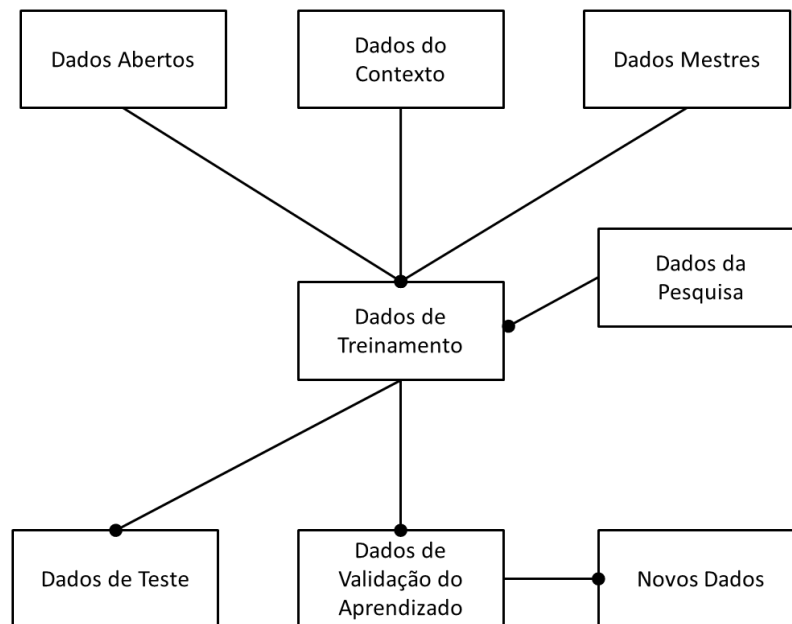 Dados Abertos
Dados do
Contexto
Dados Mestres
Dados da
Pesquisa
Dados de
Treinamento
Dados de Teste
Dados de
Validação do
Aprendizado
Novos Dados